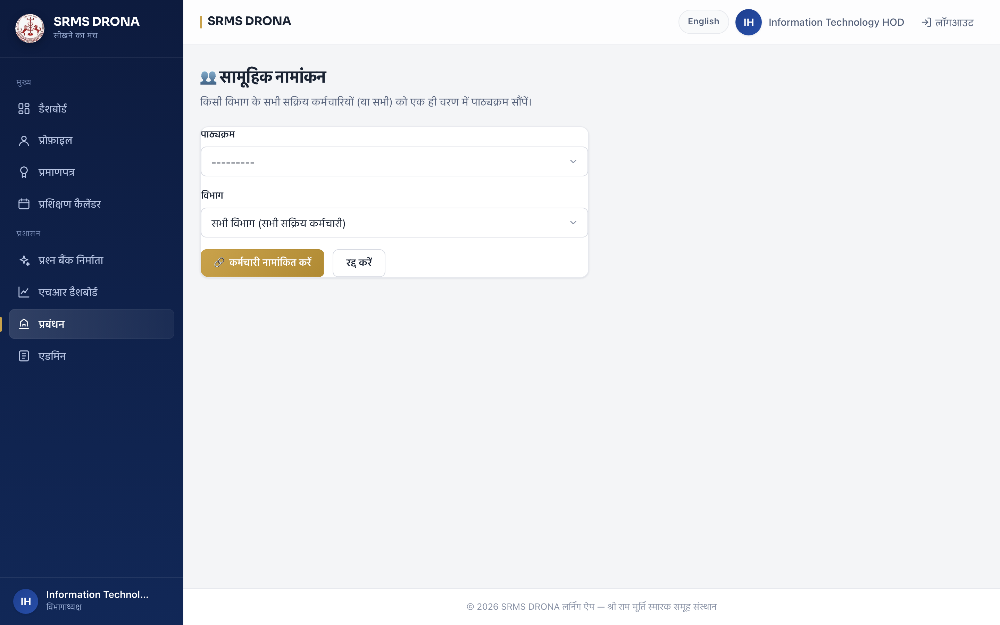 SRMS DRONA
सीखने का मंच
मुख्य
डैशबोर्ड
प्रोफ़ाइल
प्रमाणपत्र
प्रशिक्षण कैलेंडर
प्रशासन
प्रश्न बैंक निर्माता
एचआर डैशबोर्ड
प्रबंधन
एडमिन
IH
Information Technol...
विभागाध्यक्ष
SRMS DRONA
English
IH
Information Technology HOD
लॉगआउट
सामूहिक नामांकन
किसी विभाग के सभी सक्रिय कर्मचारियों (या सभी) को एक ही चरण में पाठ्यक्रम सौंपें।
पाठ्यक्रम
---------
विभाग
सभी विभाग (सभी सक्रिय कर्मचारी)
कर्मचारी नामांकित करें
रद्द करें
© 2026 SRMS DRONA लर्निंग ऐप — श्री राम मूर्ति स्मारक समूह संस्थान